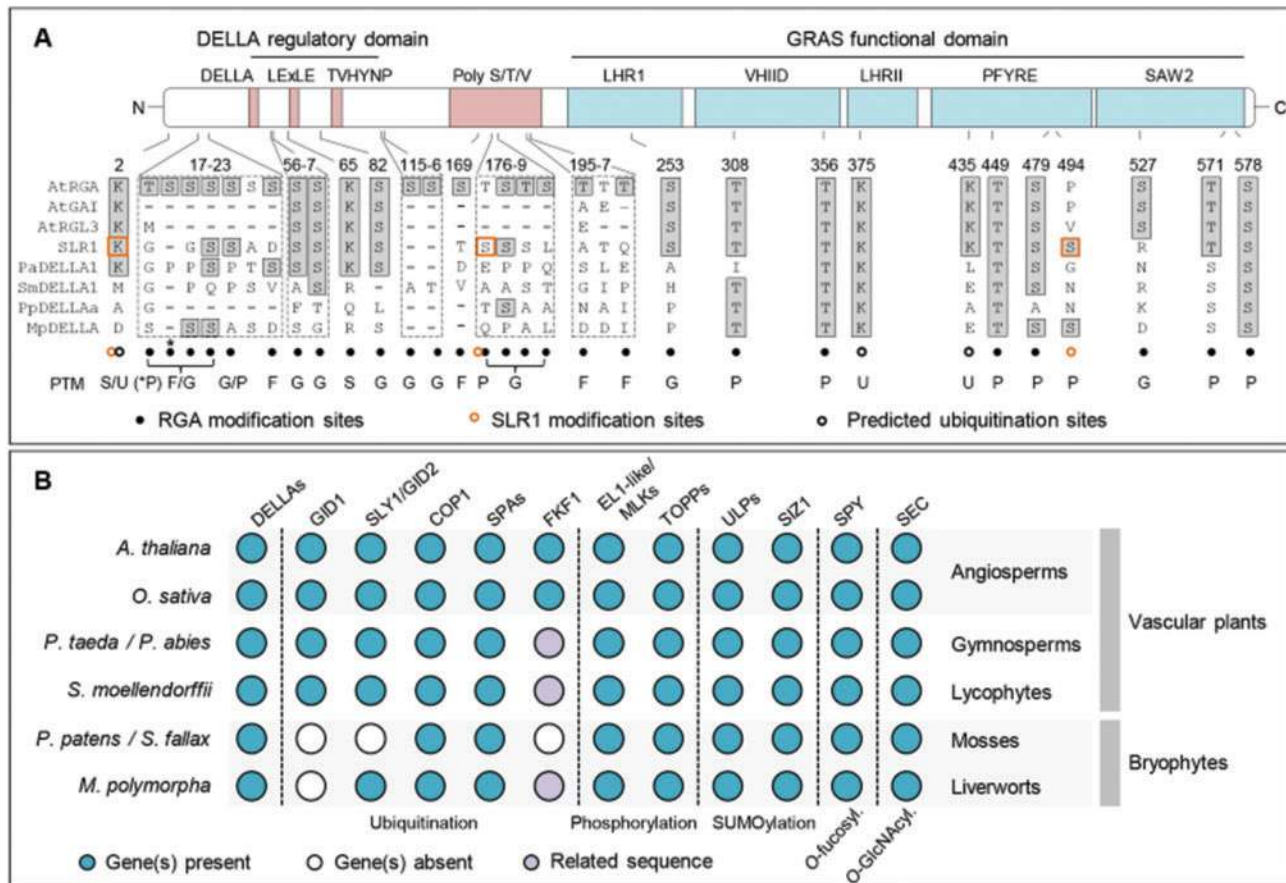 A
DELLA regulatory domain GRAS functional domain
DELLA LExLE TVHYNP Poly S/T/V LHR1 VHIID LHRII PFYRE SAW2
N C
2 17-23 56-7 65 82 115-6 169 176-9 195-7 253 308 356 375 435 449 479 494 527 571 578
AtRGA K T S S S S S S S S K S S S S T S T S T T T S T T K K T S P S T S
AtGAI K - - - - - - - S S K S - - - - - - - A E - S T T K K T S P S T S
AtRGL3 K M - - - - - - S S K S - - - - - - - E - - S T T K K T S V S T S
SLR1 K G - G S S A D S S K S - - T S S S L A T Q S T T K K T S S R T S
PaDELLA1 K G P P S P T S S S K S - - D E P P Q S L E A I T K L T S G N S S
SmDELLA1 M G - P Q P S V A S R - A T V A A S T G I P H T T K E T S N N S S
PpDELLAa A G - - - - - - F T Q L - - - T S A A N A I P T T K T T A N S S S
MpDELLA D S - S S A S D S G R S - - - Q P A L D D I P T T K A T S S D S S
*
PTM S/U (*P) F/G G/P F G G S G G G F P G F F G P P U U P P P G P P
RGA modification sites SLR1 modification sites Predicted ubiquitination sites
B
DELLAs GID1 SLY1/GID2 COP1 SPAs FKF1 EL1-like/ MLKs TOPPs ULPs SIZ1 SPY SEC
A. thaliana
Angiosperms
O. sativa
Vascular plants
P. taeda / P. abies Gymnosperms
S. moellendorffii Lycophytes
P. patens / S. fallax Mosses
Bryophytes
M. polymorpha Liverworts
Ubiquitination Phosphorylation SUMOylation O-fucosyl. O-GlcNAcyl.
Gene(s) present Gene(s) absent Related sequence